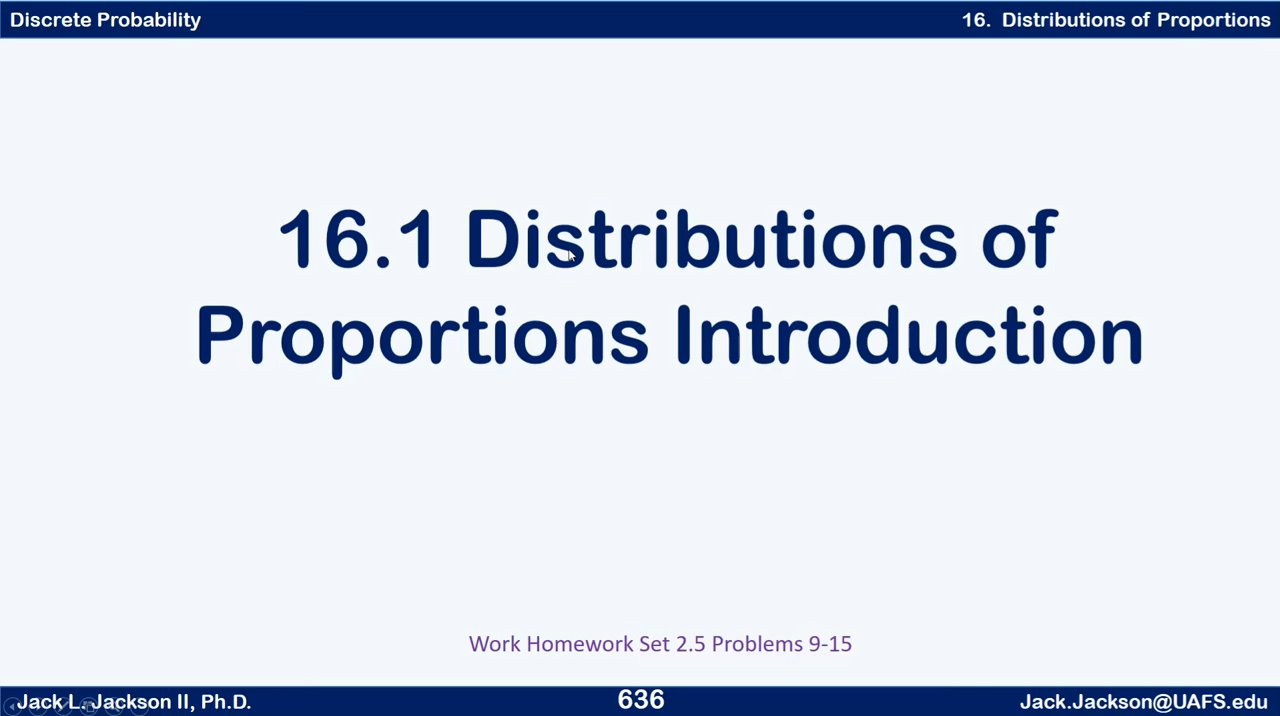 Discrete Probability
16. Distributions of Proportions
16.1 Distributions of
Proportions Introduction
Work Homework Set 2.5 Problems 9-15
Jack L. Jackson II, Ph.D.
636
Jack.Jackson@UAFS.edu